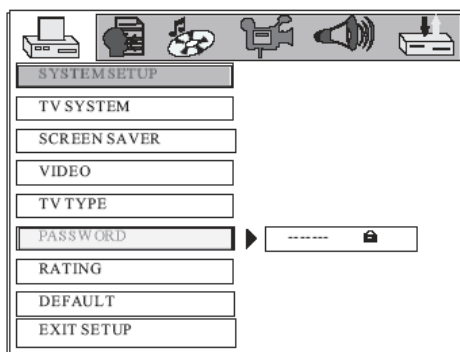 SYSTEM SETUP
TV SYSTEM
SCREEN SAVER
VIDEO
TV TYPE
PASSWORD
-------
RATING
DEFAULT
EXIT SETUP